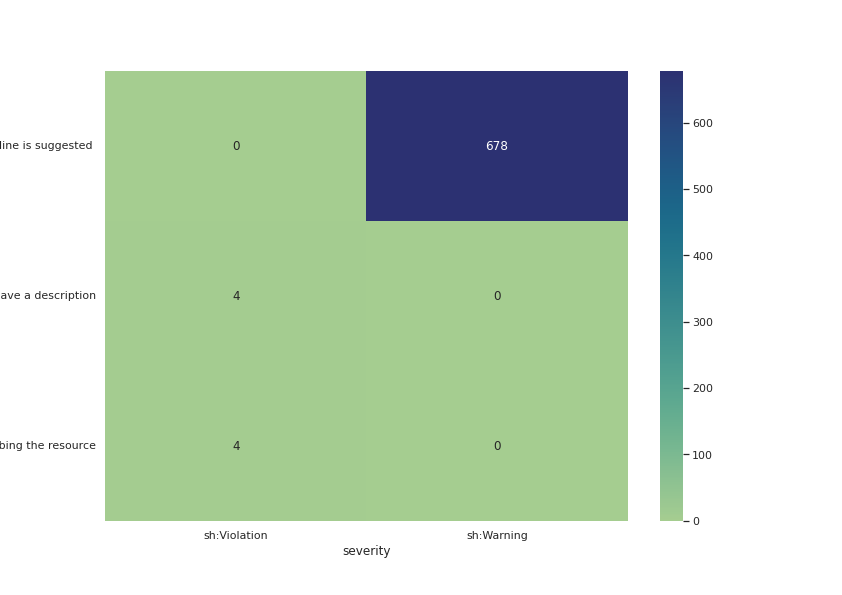 line is suggested
0
678
ave a description
4
0
bing the resource
4
0
sh:Violation
sh:Warning
severity
600
500
400
300
200
100
0